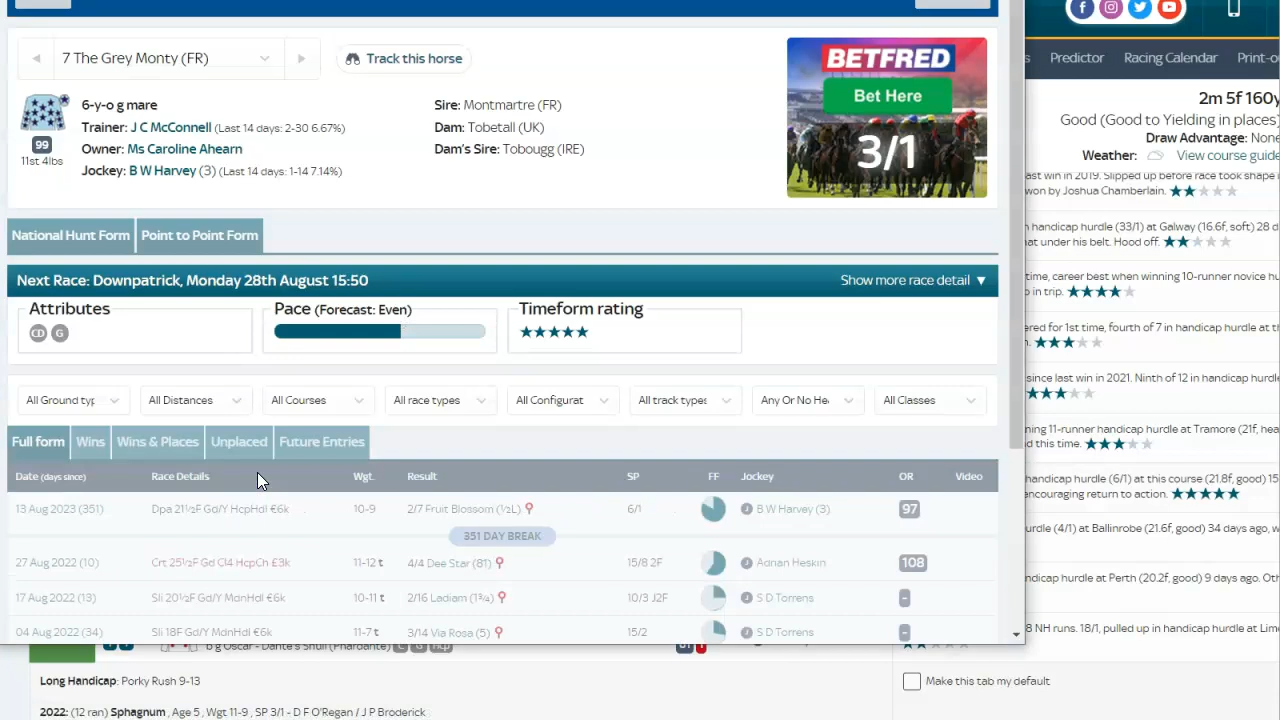 7 The Grey Monty (FR)
Track this horse
BETFRED
Bet Here
3/1
6-y-o g mare
Trainer: J C McConnell (Last 14 days: 2-30 6.67%)
Owner: Ms Caroline Ahearn
Jockey: B W Harvey (3) (Last 14 days: 1-14 7.14%)
99
11st 4lbs
Sire: Montmartre (FR)
Dam: Tobetall (UK)
Dam's Sire: Tobougg (IRE)
National Hunt Form
Point to Point Form
Next Race: Downpatrick, Monday 28th August 15:50
Show more race detail ▼
Attributes
CD G
Pace (Forecast: Even)
Timeform rating
★★★★★
All Ground typ
All Distances
All Courses
All race types
All Configurat
All track types
Any Or No He
All Classes
Full form
Wins
Wins & Places
Unplaced
Future Entries
Date (days since) Race Details Wgt. Result SP FF Jockey OR Video
13 Aug 2023 (351) Dpa 21½F Gd/Y HcpHdl €6k 10-9 2/7 Fruit Blossom (½L) 6/1 B W Harvey (3) 97
351 DAY BREAK
27 Aug 2022 (10) Crt 25½F Gd Cl4 HcpCh £3k 11-12 t 4/4 Dee Star (81) 15/8 2F Adrian Heskin 108
17 Aug 2022 (13) Sli 20½F Gd/Y MdnHdl €6k 10-11 t 2/16 Ladiam (1¾) 10/3 J2F S D Torrens -
04 Aug 2022 (34) Sli 18F Gd/Y MdnHdl €6k 11-7 t 3/14 Via Rosa (5) 15/2 S D Torrens -
b g Oscar - Dante's Skull (Phardante) C G Hcp
Long Handicap: Porky Rush 9-13
2022: (12 ran) Sphagnum , Age 5 , Wgt 11-9 , SP 3/1 - D F O'Regan / J P Broderick
s Predictor Racing Calendar Print-o
2m 5f 160y
Good (Good to Yielding in places)
Draw Advantage: None
Weather: View course guide
ast win in 2019. Slipped up before race took shape i
won by Joshua Chamberlain. ★★☆☆☆
n handicap hurdle (33/1) at Galway (16.6f, soft) 28 d
at under his belt. Hood off. ★★☆☆☆
time, career best when winning 10-runner novice hu
o in trip. ★★★★☆
ered for 1st time, fourth of 7 in handicap hurdle at th
n. ★★★☆☆
since last win in 2021. Ninth of 12 in handicap hurdle
★★★☆☆
ning 11-runner handicap hurdle at Tramore (21f, hea
d this time. ★★★☆☆
handicap hurdle (6/1) at this course (21.8f, good) 15
encouraging return to action. ★★★★★
urdle (4/1) at Ballinrobe (21.6f, good) 34 days ago, w
ndicap hurdle at Perth (20.2f, good) 9 days ago. Oth
8 NH runs. 18/1, pulled up in handicap hurdle at Lim
Make this tab my default